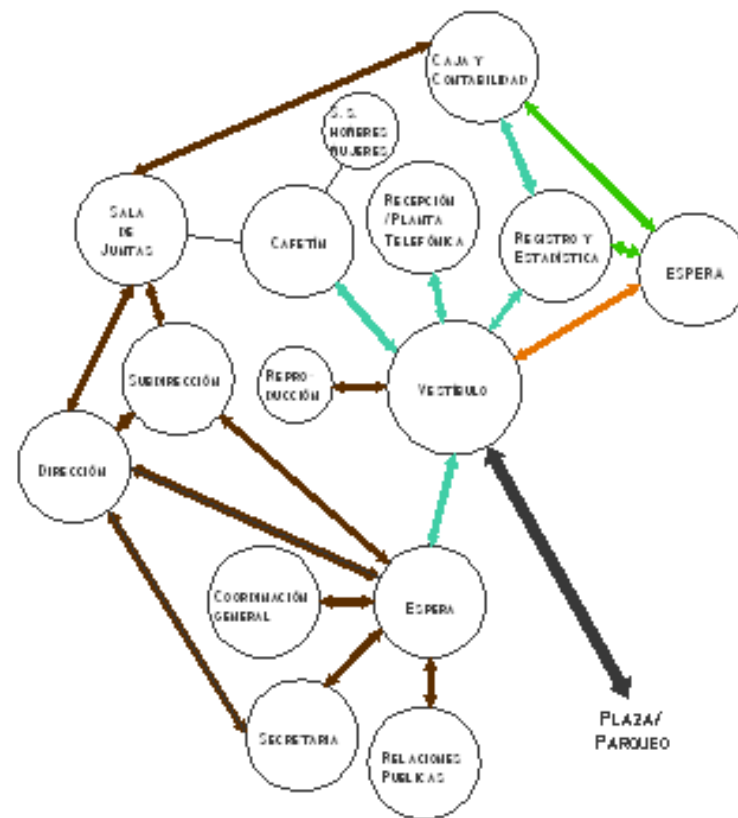 CAJA Y
CONTABILIDAD
S. S.
HOMBRES
MUJERES
RECEPCIÓN
/PLANTA
TELEFÓNICA
SALA
DE
JUNTAS
CAFETÍN
REGISTRO Y
ESTADÍSTICA
ESPERA
SUBDIRECCIÓN
REPRO-
DUCCIÓN
VESTÍBULO
DIRECCIÓN
COORDINACIÓN
GENERAL
ESPERA
SECRETARIA
RELACIONES
PUBLICAS
PLAZA/
PARQUEO